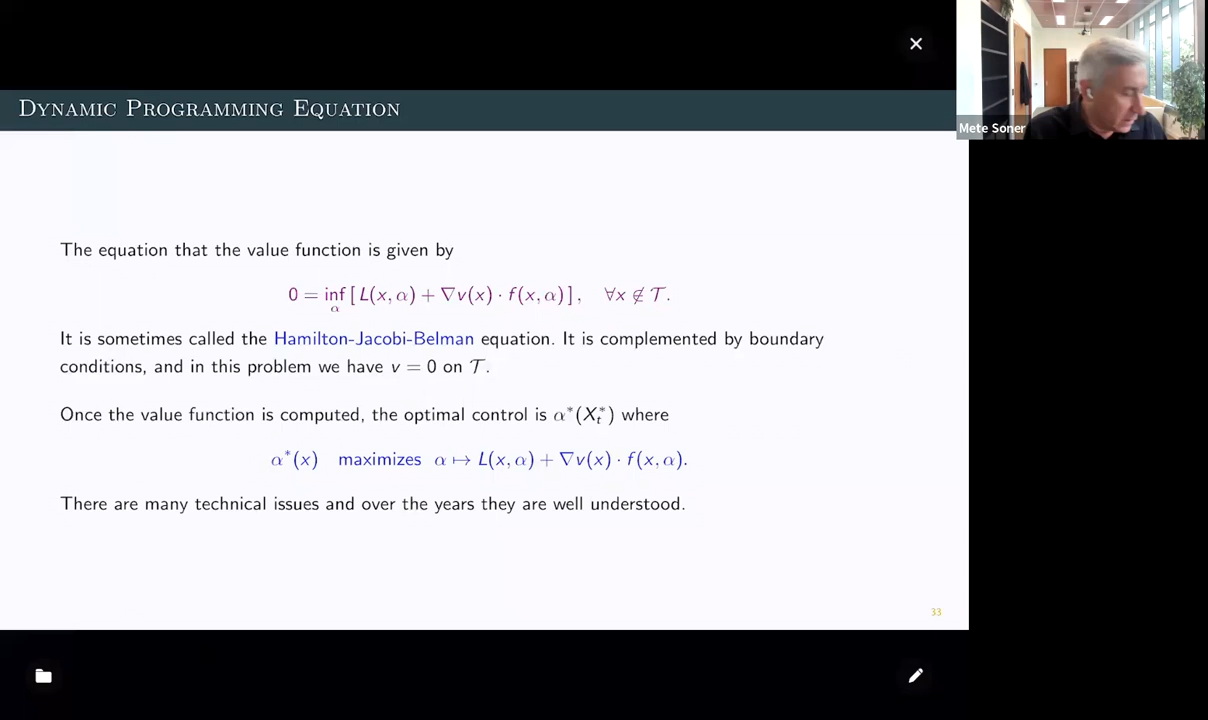 DYNAMIC PROGRAMMING EQUATION
Mete Soner
The equation that the value function is given by
0 = inf_α [ L(x, α) + ∇v(x) · f(x, α) ] , ∀x ∉ 𝒯.
It is sometimes called the Hamilton-Jacobi-Belman equation. It is complemented by boundary
conditions, and in this problem we have v = 0 on 𝒯.
Once the value function is computed, the optimal control is α*(X*_t) where
α*(x) maximizes α ↦ L(x, α) + ∇v(x) · f(x, α).
There are many technical issues and over the years they are well understood.
33